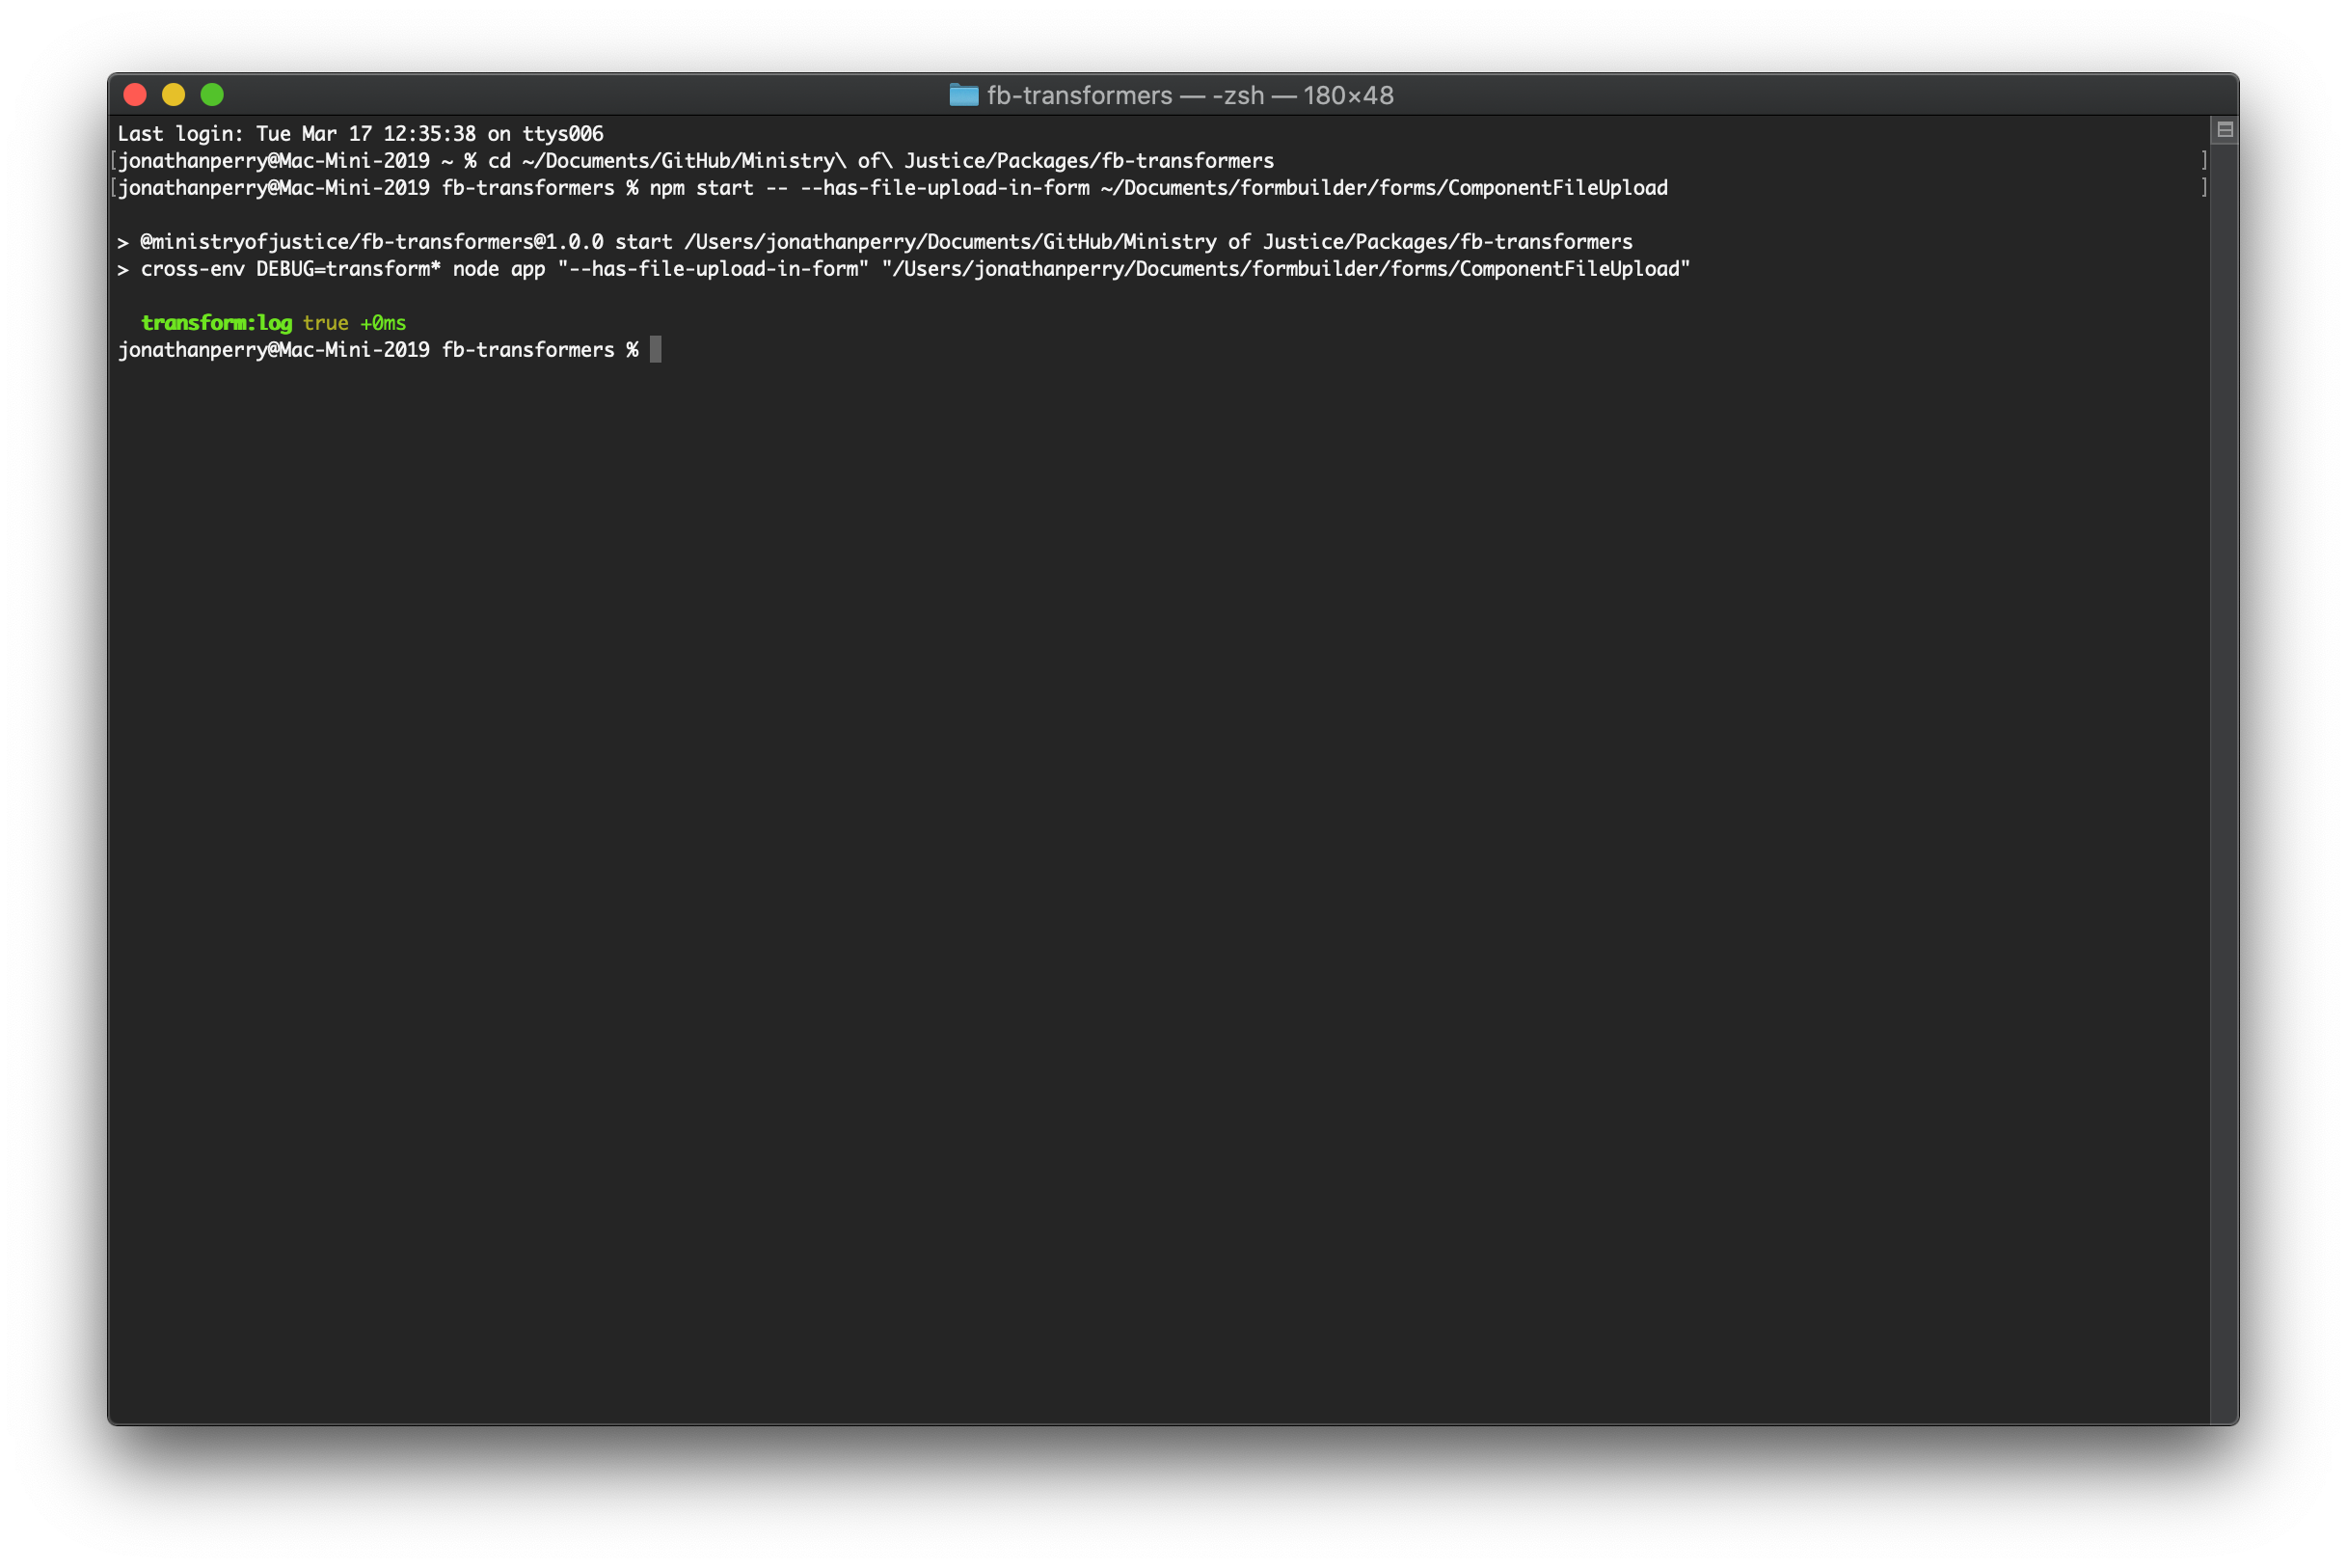 fb-transformers — -zsh — 180×48
Last login: Tue Mar 17 12:35:38 on ttys006
[jonathanperry@Mac-Mini-2019 ~ % cd ~/Documents/GitHub/Ministry\ of\ Justice/Packages/fb-transformers ]
[jonathanperry@Mac-Mini-2019 fb-transformers % npm start -- --has-file-upload-in-form ~/Documents/formbuilder/forms/ComponentFileUpload ]
> @ministryofjustice/fb-transformers@1.0.0 start /Users/jonathanperry/Documents/GitHub/Ministry of Justice/Packages/fb-transformers
> cross-env DEBUG=transform* node app "--has-file-upload-in-form" "/Users/jonathanperry/Documents/formbuilder/forms/ComponentFileUpload"
transform:log true +0ms
jonathanperry@Mac-Mini-2019 fb-transformers %